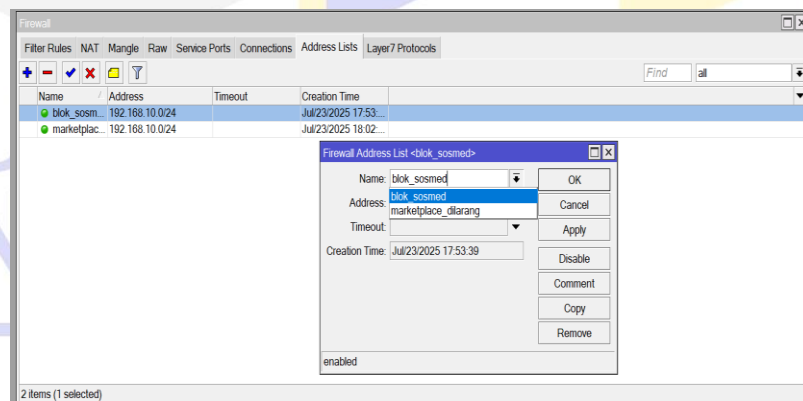 Firewall
Filter Rules NAT Mangle Raw Service Ports Connections Address Lists Layer7 Protocols
Find all
Name Address Timeout Creation Time
blok_sosm... 192.168.10.0/24 Jul/23/2025 17:53:...
marketplac... 192.168.10.0/24 Jul/23/2025 18:02:...
Firewall Address List <blok_sosmed>
Name: blok_sosmed OK
blok_sosmed
Address: Cancel
marketplace_dilarang
Timeout: Apply
Creation Time: Jul/23/2025 17:53:39
Disable
Comment
Copy
Remove
enabled
2 items (1 selected)